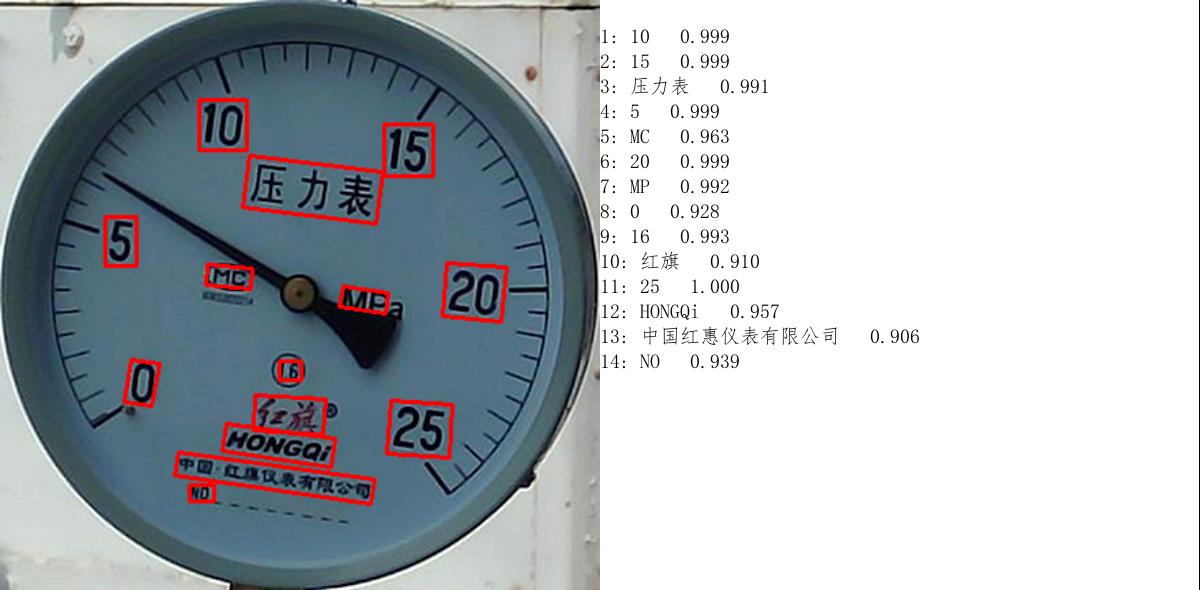 10
15
压力表
5
MC
20
MPa
0
1.6
红旗®
25
HONGQi
中国·红旗仪表有限公司
NO
1: 10 0.999
2: 15 0.999
3: 压力表 0.991
4: 5 0.999
5: MC 0.963
6: 20 0.999
7: MP 0.992
8: 0 0.928
9: 16 0.993
10: 红旗 0.910
11: 25 1.000
12: HONGQi 0.957
13: 中国红惠仪表有限公司 0.906
14: NO 0.939